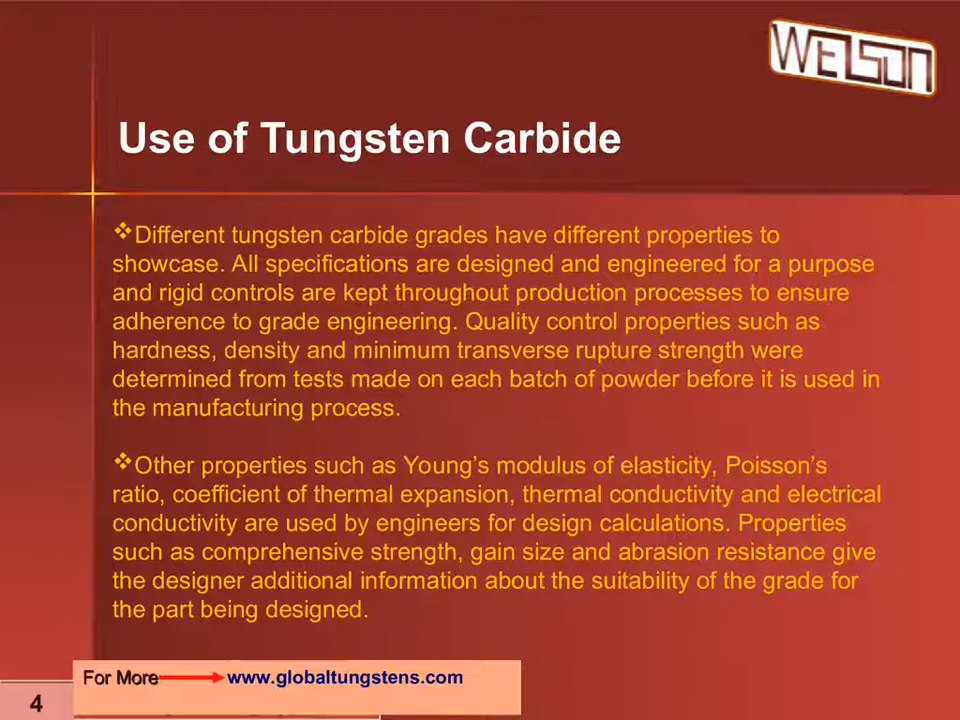 WELSON
Use of Tungsten Carbide
❖Different tungsten carbide grades have different properties to
showcase. All specifications are designed and engineered for a purpose
and rigid controls are kept throughout production processes to ensure
adherence to grade engineering. Quality control properties such as
hardness, density and minimum transverse rupture strength were
determined from tests made on each batch of powder before it is used in
the manufacturing process.
❖Other properties such as Young’s modulus of elasticity, Poisson’s
ratio, coefficient of thermal expansion, thermal conductivity and electrical
conductivity are used by engineers for design calculations. Properties
such as comprehensive strength, gain size and abrasion resistance give
the designer additional information about the suitability of the grade for
the part being designed.
For More www.globaltungstens.com
4